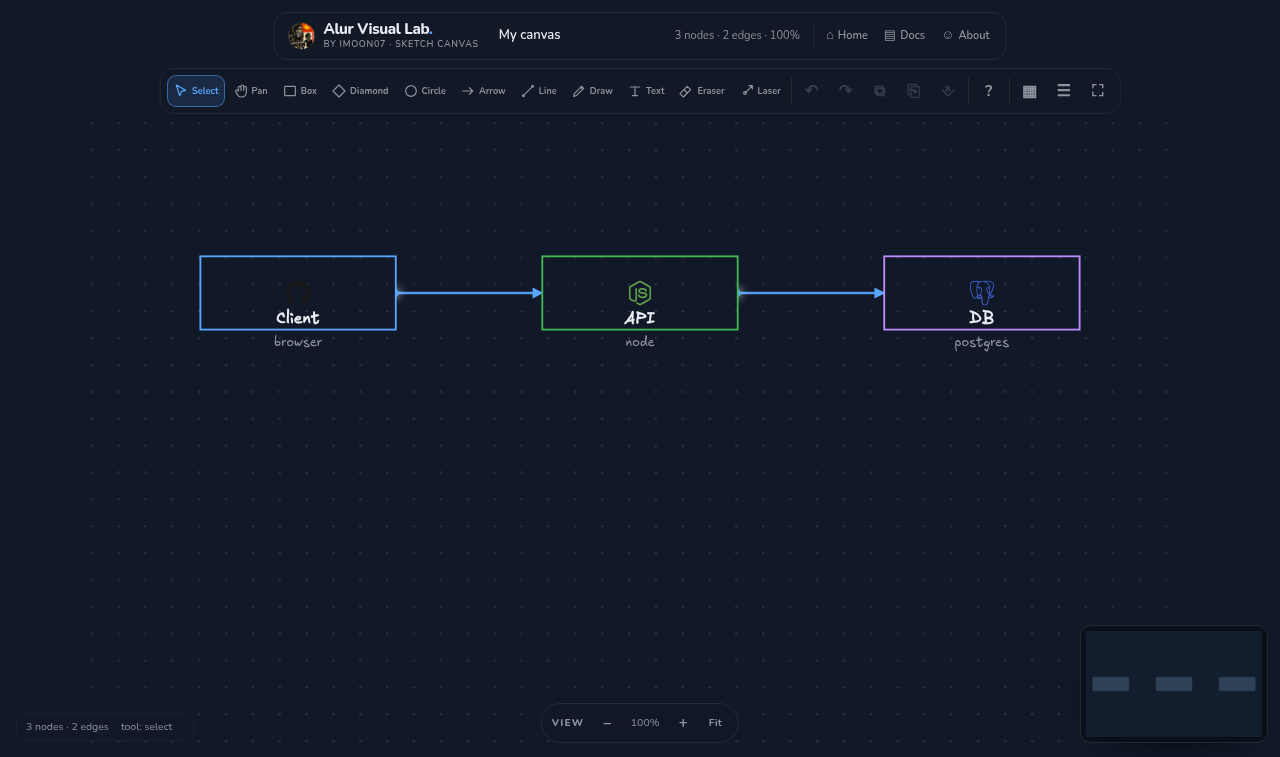 Alur Visual Lab.
BY IMOON07 · SKETCH CANVAS
My canvas
3 nodes · 2 edges · 100%
Home
Docs
About
Select
Pan
Box
Diamond
Circle
Arrow
Line
Draw
Text
Eraser
Laser
?
JS
Client
API
DB
browser
node
postgres
3 nodes · 2 edges
tool: select
VIEW
−
100%
+
Fit